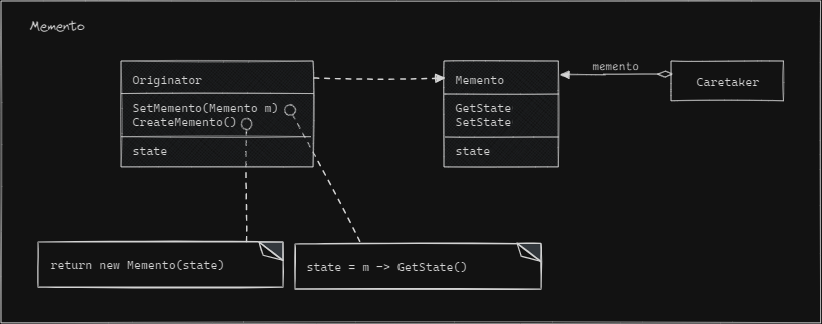 Memento
Originator
SetMemento(Memento m)
CreateMemento()
state
Memento
GetState
SetState
state
memento
Caretaker
return new Memento(state)
state = m -> GetState()